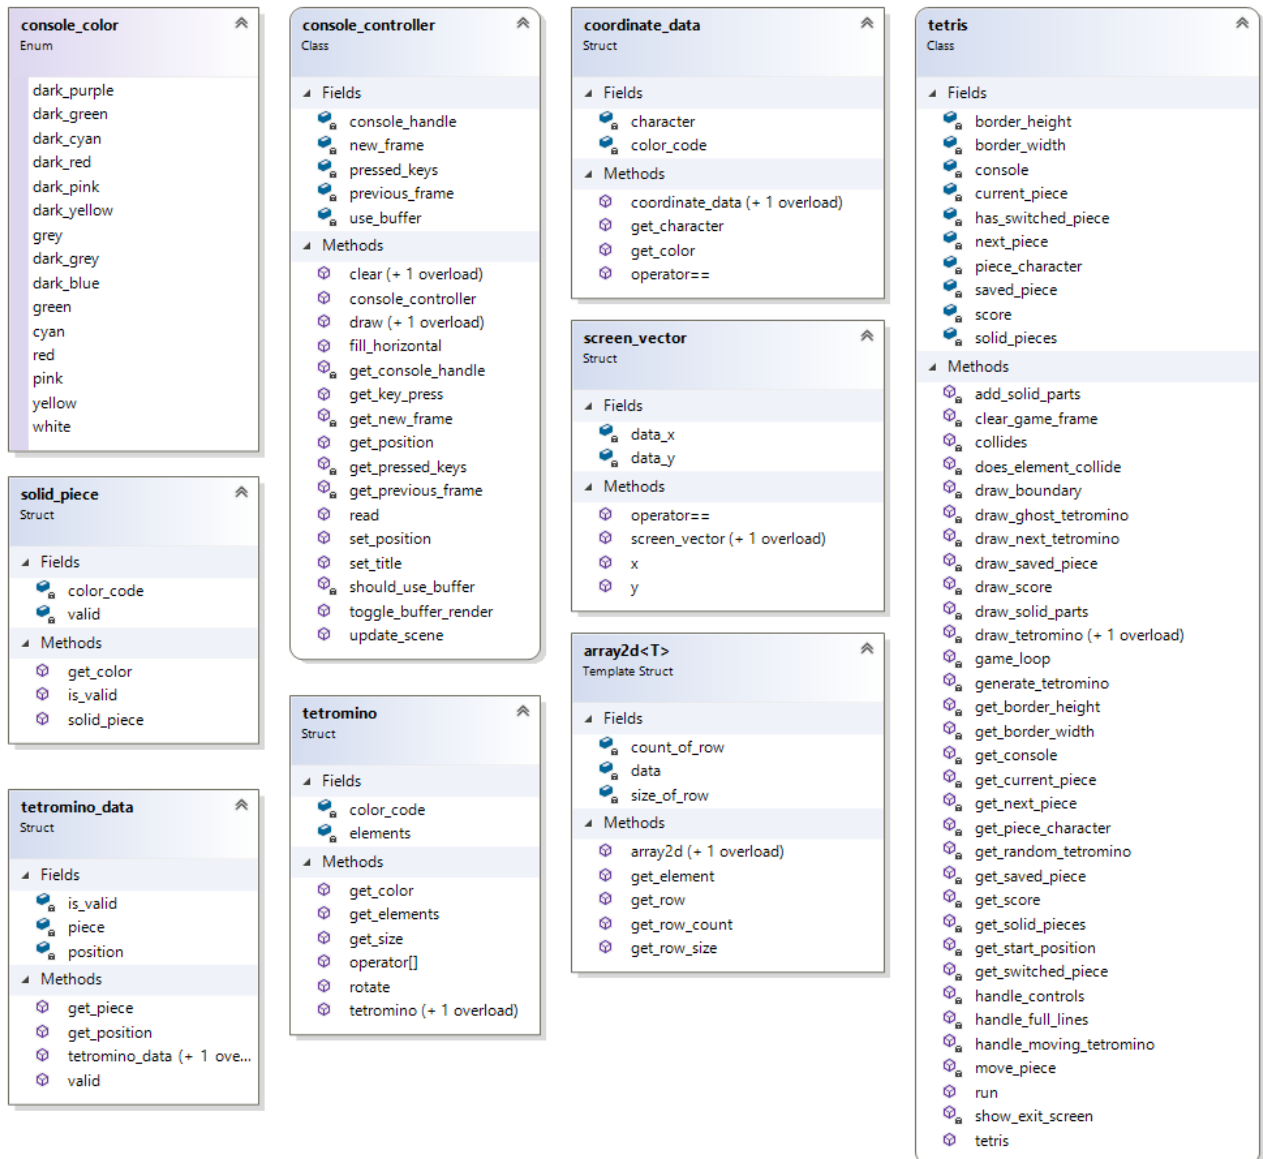 console_color
Enum
dark_purple
dark_green
dark_cyan
dark_red
dark_pink
dark_yellow
grey
dark_grey
dark_blue
green
cyan
red
pink
yellow
white
solid_piece
Struct
Fields
color_code
valid
Methods
get_color
is_valid
solid_piece
tetromino_data
Struct
Fields
is_valid
piece
position
Methods
get_piece
get_position
tetromino_data (+ 1 ove...
valid
console_controller
Class
Fields
console_handle
new_frame
pressed_keys
previous_frame
use_buffer
Methods
clear (+ 1 overload)
console_controller
draw (+ 1 overload)
fill_horizontal
get_console_handle
get_key_press
get_new_frame
get_position
get_pressed_keys
get_previous_frame
read
set_position
set_title
should_use_buffer
toggle_buffer_render
update_scene
tetromino
Struct
Fields
color_code
elements
Methods
get_color
get_elements
get_size
operator[]
rotate
tetromino (+ 1 overload)
coordinate_data
Struct
Fields
character
color_code
Methods
coordinate_data (+ 1 overload)
get_character
get_color
operator==
screen_vector
Struct
Fields
data_x
data_y
Methods
operator==
screen_vector (+ 1 overload)
x
y
array2d<T>
Template Struct
Fields
count_of_row
data
size_of_row
Methods
array2d (+ 1 overload)
get_element
get_row
get_row_count
get_row_size
tetris
Class
Fields
border_height
border_width
console
current_piece
has_switched_piece
next_piece
piece_character
saved_piece
score
solid_pieces
Methods
add_solid_parts
clear_game_frame
collides
does_element_collide
draw_boundary
draw_ghost_tetromino
draw_next_tetromino
draw_saved_piece
draw_score
draw_solid_parts
draw_tetromino (+ 1 overload)
game_loop
generate_tetromino
get_border_height
get_border_width
get_console
get_current_piece
get_next_piece
get_piece_character
get_random_tetromino
get_saved_piece
get_score
get_solid_pieces
get_start_position
get_switched_piece
handle_controls
handle_full_lines
handle_moving_tetromino
move_piece
run
show_exit_screen
tetris